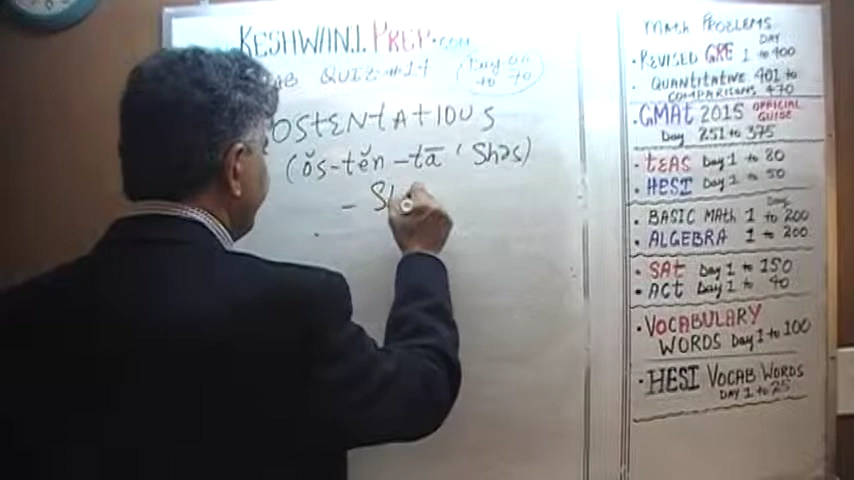 KESHWANI PREP.com
QUIZ #14 (Day 60
to 70)
OSTENTATIOUS
(ŏs-tĕn-tā'Shəs)
-
MATH PROBLEMS
DAY
• REVISED GRE 1 to 400
• QUANTITATIVE 401 to
COMPARISONS 470
• GMAT 2015 OFFICIAL
GUIDE
Day 251 to 375
• TEAS Day 1 to 20
• HESI Day 1 to 50
Day
• BASIC MATH 1 to 200
• ALGEBRA 1 to 200
• SAT Day 1 to 150
• ACT Day 1 to 40
• VOCABULARY
WORDS Day 1 to 100
• HESI VOCAB WORDS
DAY 1 to 25